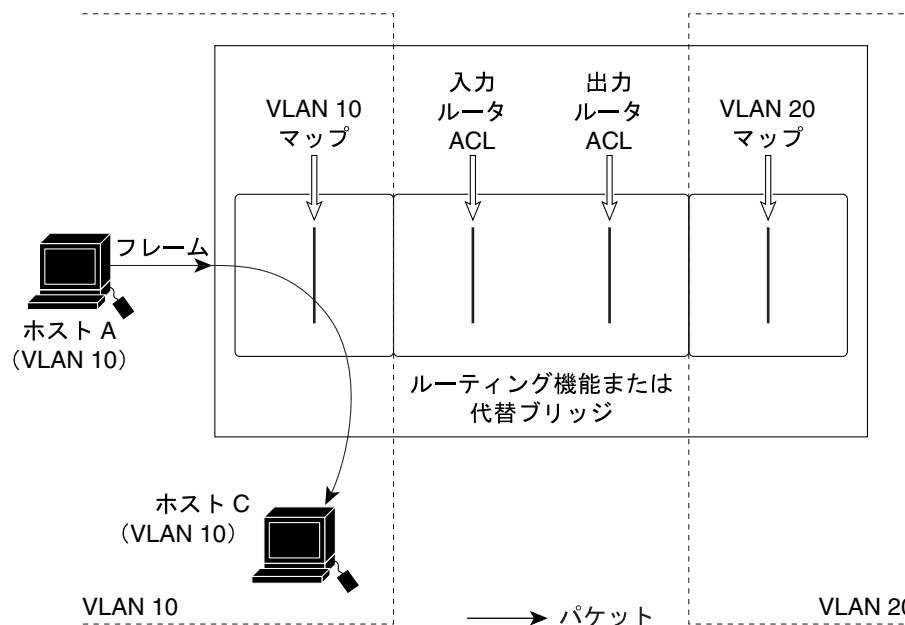 VLAN 10
マップ
入力
ルータ
ACL
出力
ルータ
ACL
VLAN 20
マップ
フレーム
ホスト A
（VLAN 10）
ルーティング機能または
代替ブリッジ
ホスト C
（VLAN 10）
VLAN 10
パケット
VLAN 20